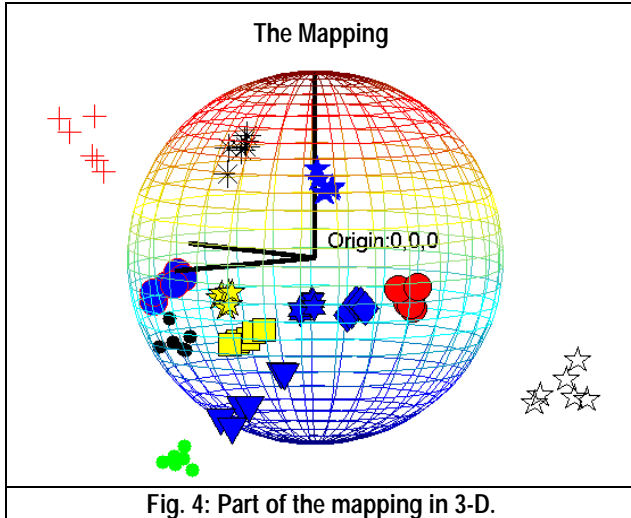 The Mapping
Origin:0,0,0
Fig. 4: Part of the mapping in 3-D.